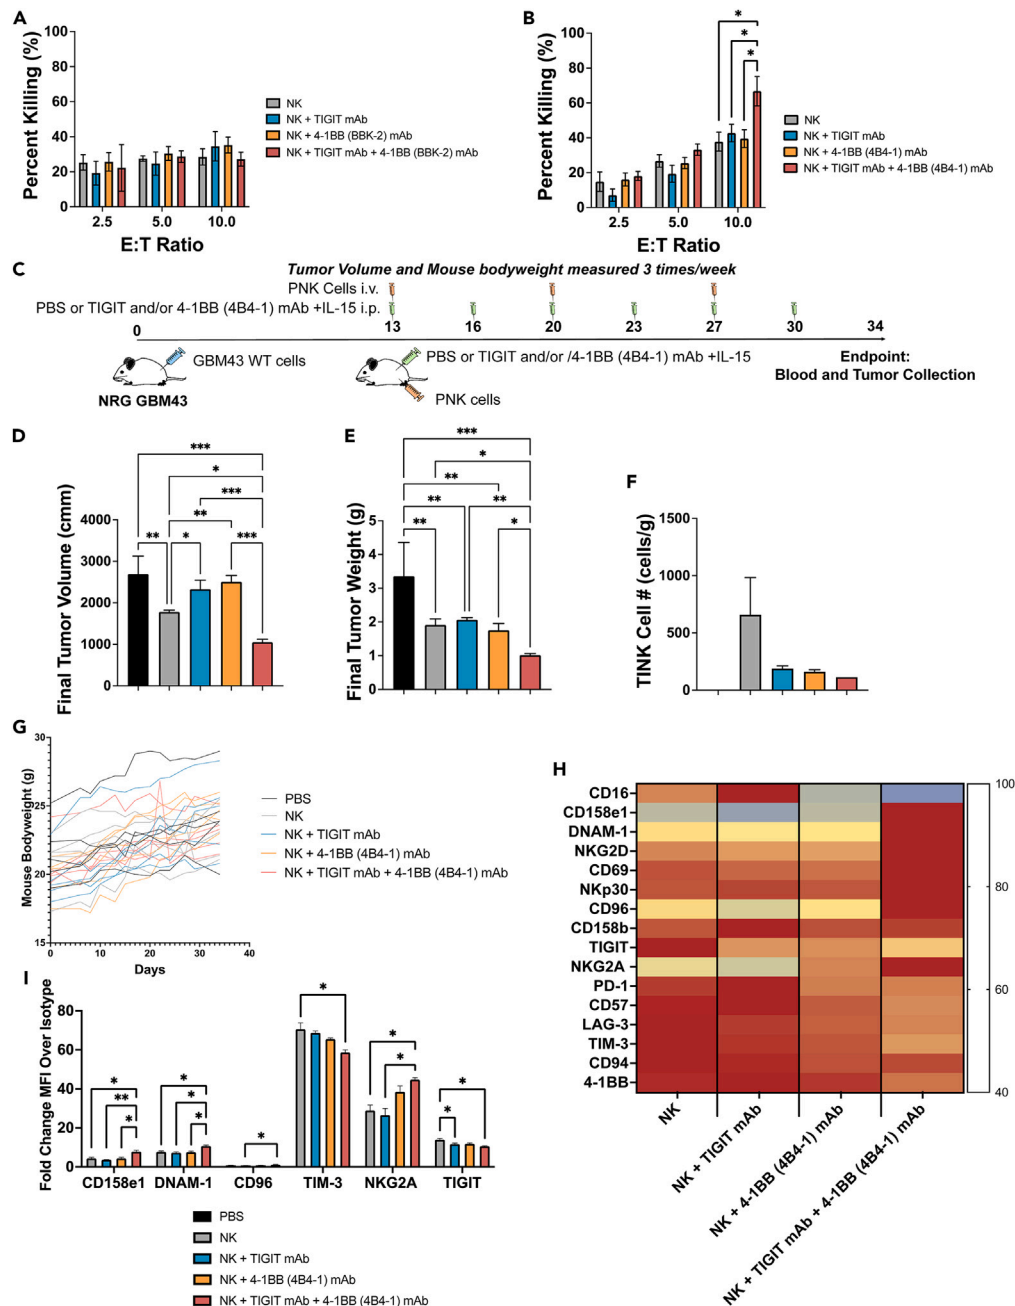 A
Percent Killing (%)
100
80
60
40
20
0
2.5
5.0
10.0
E:T Ratio
NK
NK + TIGIT mAb
NK + 4-1BB (BBK-2) mAb
NK + TIGIT mAb + 4-1BB (BBK-2) mAb
B
Percent Killing (%)
100
80
60
40
20
0
2.5
5.0
10.0
E:T Ratio
*
*
*
NK
NK + TIGIT mAb
NK + 4-1BB (4B4-1) mAb
NK + TIGIT mAb + 4-1BB (4B4-1) mAb
C
Tumor Volume and Mouse bodyweight measured 3 times/week
PNK Cells i.v.
PBS or TIGIT and/or 4-1BB (4B4-1) mAb +IL-15 i.p.
0
13
16
20
23
27
30
34
GBM43 WT cells
NRG GBM43
PBS or TIGIT and/or /4-1BB (4B4-1) mAb +IL-15
PNK cells
Endpoint:
Blood and Tumor Collection
D
Final Tumor Volume (cmm)
4000
3000
2000
1000
0
***
*
***
**
**
*
***
E
Final Tumor Weight (g)
5
4
3
2
1
0
***
*
**
**
**
**
*
F
TINK Cell # (cells/g)
1500
1000
500
0
G
Mouse Bodyweight (g)
30
25
20
15
0
10
20
30
40
Days
PBS
NK
NK + TIGIT mAb
NK + 4-1BB (4B4-1) mAb
NK + TIGIT mAb + 4-1BB (4B4-1) mAb
H
CD16
CD158e1
DNAM-1
NKG2D
CD69
NKp30
CD96
CD158b
TIGIT
NKG2A
PD-1
CD57
LAG-3
TIM-3
CD94
4-1BB
100
80
60
40
NK
NK + TIGIT mAb
NK + 4-1BB (4B4-1) mAb
NK + TIGIT mAb + 4-1BB (4B4-1) mAb
I
Fold Change MFI Over Isotype
80
60
40
20
0
*
**
*
*
*
*
*
*
*
*
*
*
CD158e1
DNAM-1
CD96
TIM-3
NKG2A
TIGIT
PBS
NK
NK + TIGIT mAb
NK + 4-1BB (4B4-1) mAb
NK + TIGIT mAb + 4-1BB (4B4-1) mAb